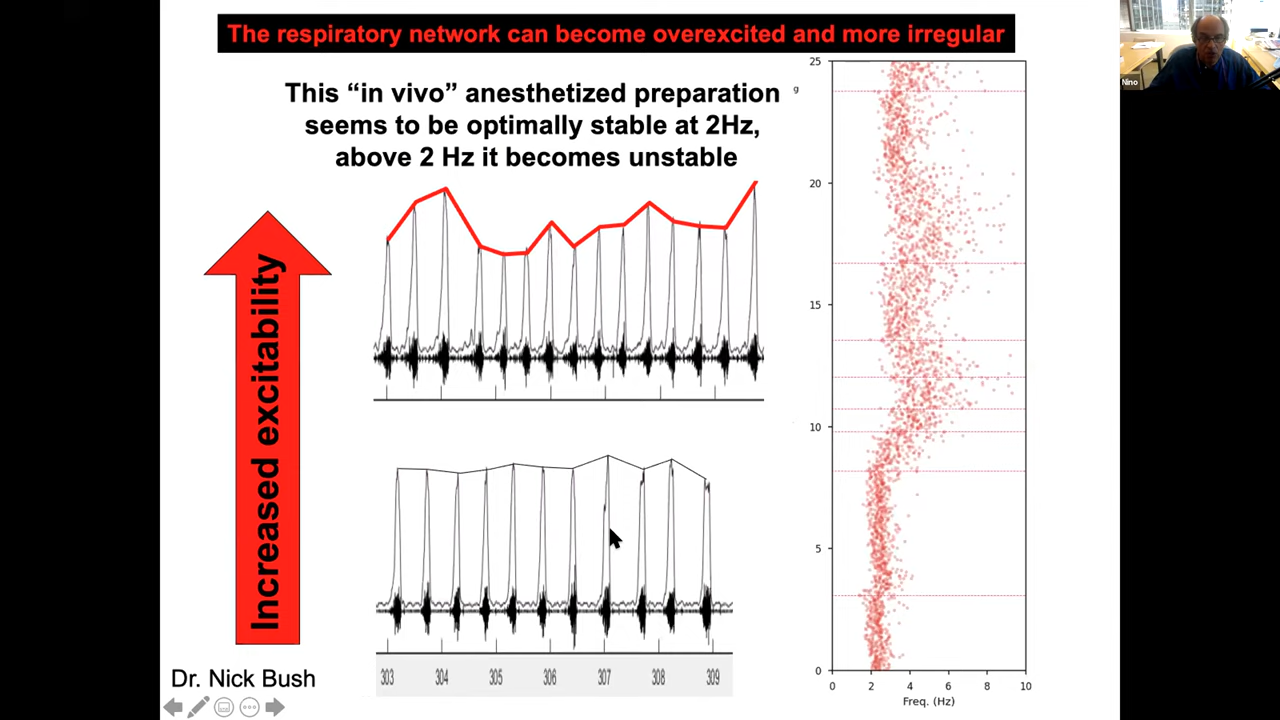 The respiratory network can become overexcited and more irregular
This “in vivo” anesthetized preparation
seems to be optimally stable at 2Hz,
above 2 Hz it becomes unstable
Increased excitability
303 304 305 306 307 308 309
Dr. Nick Bush
g
25
20
15
10
5
0
0 2 4 6 8 10
Freq. (Hz)
Nino